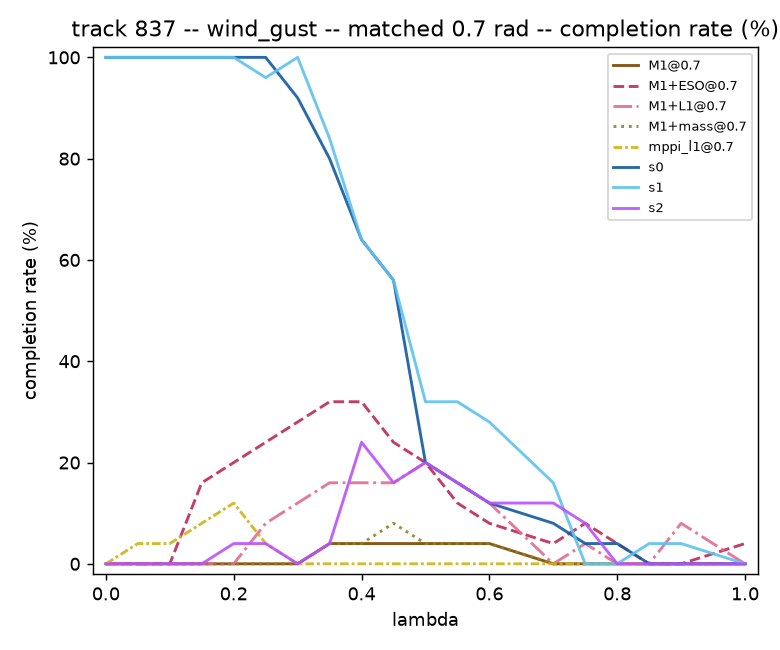 track 837 -- wind_gust -- matched 0.7 rad -- completion rate (%)
completion rate (%)
100
80
60
40
20
0
M1@0.7
M1+ESO@0.7
M1+L1@0.7
M1+mass@0.7
mppi_l1@0.7
s0
s1
s2
0.0 0.2 0.4 0.6 0.8 1.0
lambda